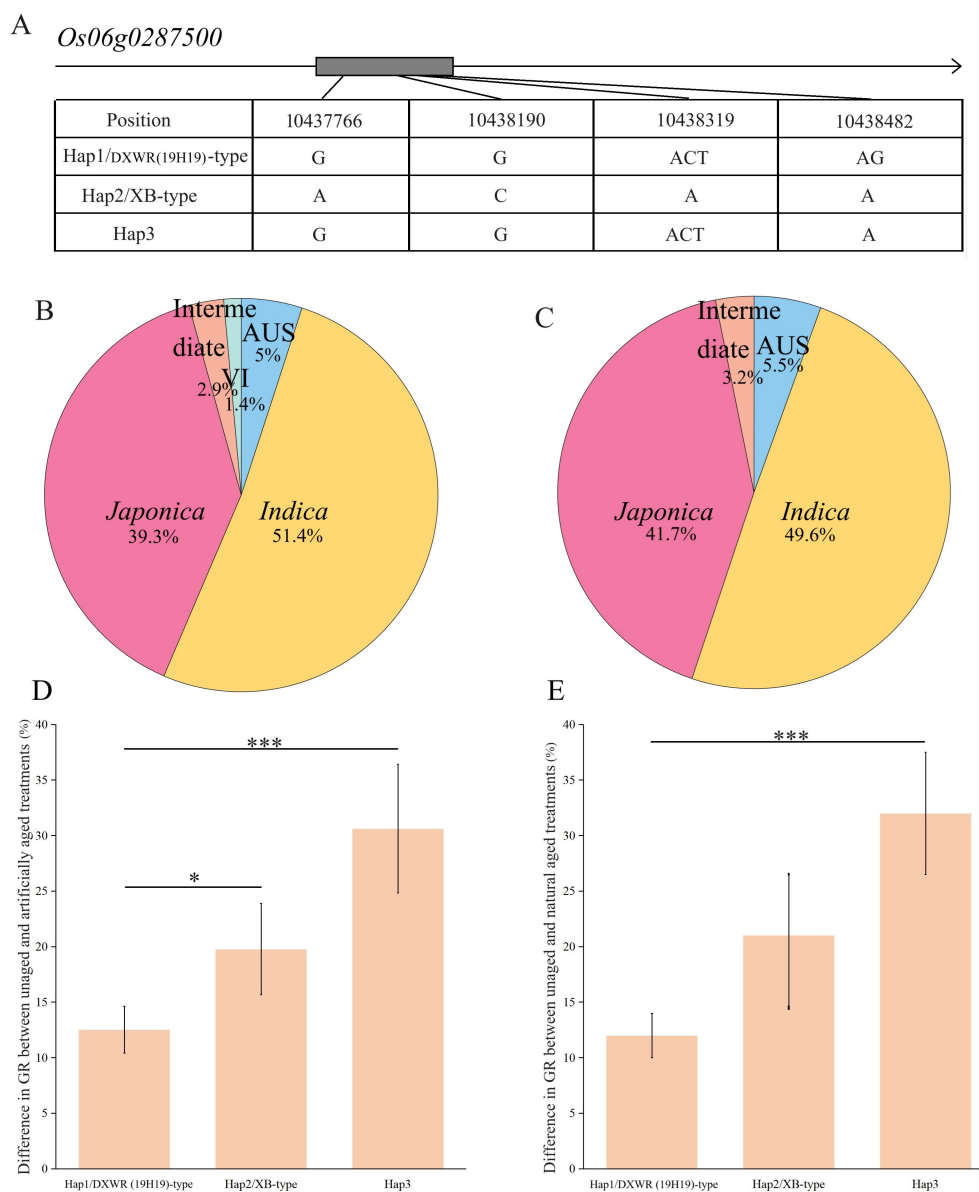 A
Os06g0287500
Position 10437766 10438190 10438319 10438482
Hap1/DXWR(19H19)-type G G ACT AG
Hap2/XB-type A C A A
Hap3 G G ACT A
B
Interme
diate
2.9%
VI
1.4%
AUS
5%
Japonica
39.3%
Indica
51.4%
C
Interme
diate
3.2%
AUS
5.5%
Japonica
41.7%
Indica
49.6%
D
Difference in GR between unaged and artificially aged treatments (%)
40
35
30
25
20
15
10
5
0
***
*
Hap1/DXWR (19H19)-type Hap2/XB-type Hap3
E
Difference in GR between unaged and natural aged treatments (%)
40
35
30
25
20
15
10
5
0
***
Hap1/DXWR (19H19)-type Hap2/XB-type Hap3